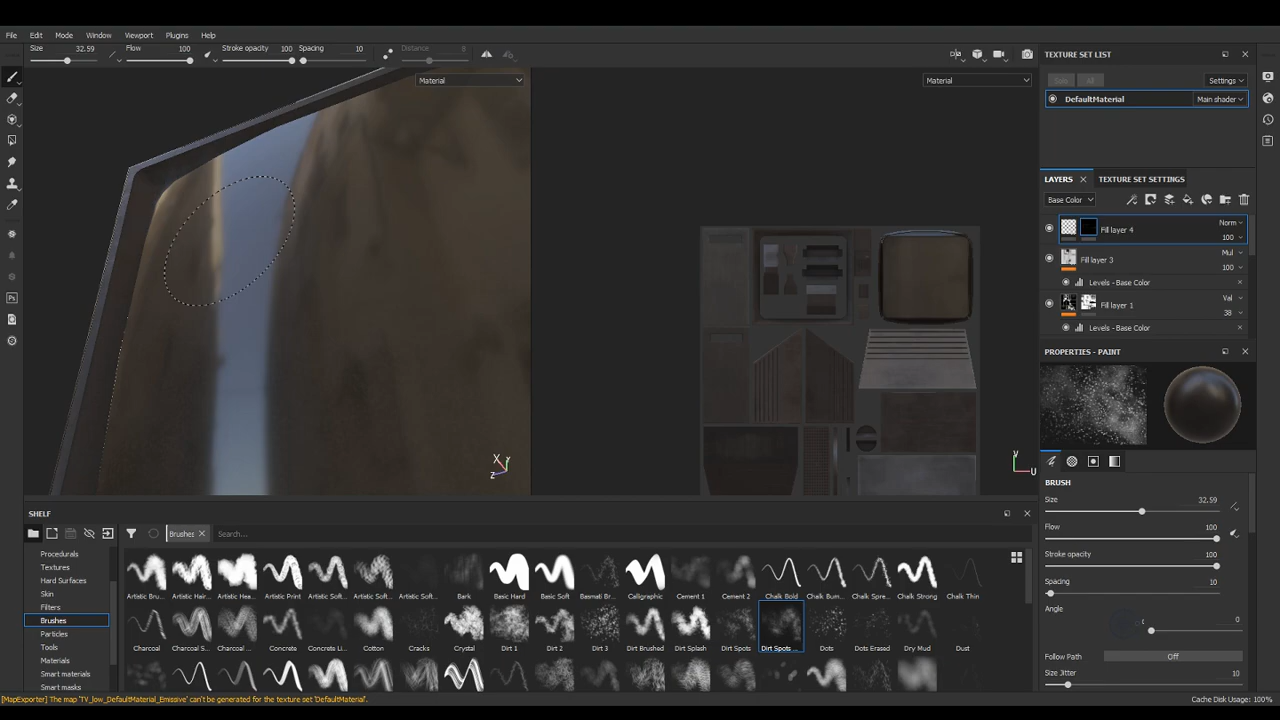 File Edit Mode Window Viewport Plugins Help
Size 32.59 Flow 100 Stroke opacity 100 Spacing 10 Distance
Material
Material
TEXTURE SET LIST
Solo All Settings
DefaultMaterial Main shader
LAYERS TEXTURE SET SETTINGS
Base Color
Fill layer 4 Norm 100
Fill layer 3 Mul 100
Levels - Base Color
Fill layer 1 Val 38
Levels - Base Color
PROPERTIES - PAINT
BRUSH
Size 32.59
Flow 100
Stroke opacity 100
Spacing 10
Angle 0
Follow Path Off
Size Jitter 10
X Y Z
V U
SHELF
Brushes Search...
Procedurals
Textures
Hard Surfaces
Skin
Filters
Brushes
Particles
Tools
Materials
Smart materials
Smart masks
Artistic Bru... Artistic Hair... Artistic Hea... Artistic Print Artistic Soft... Artistic Soft... Artistic Soft... Bark Basic Hard Basic Soft Basmati Br... Calligraphic Cement 1 Cement 2 Chalk Bold Chalk Bum... Chalk Spre... Chalk Strong Chalk Thin
Charcoal Charcoal S... Charcoal ... Concrete Concrete Li... Cotton Cracks Crystal Dirt 1 Dirt 2 Dirt 3 Dirt Brushed Dirt Splash Dirt Spots Dirt Spots ... Dots Dots Erased Dry Mud Dust
[MapExporter] The map 'TV_low_DefaultMaterial_Emissive' can't be generated for the texture set 'DefaultMaterial'.
Cache Disk Usage: 100%